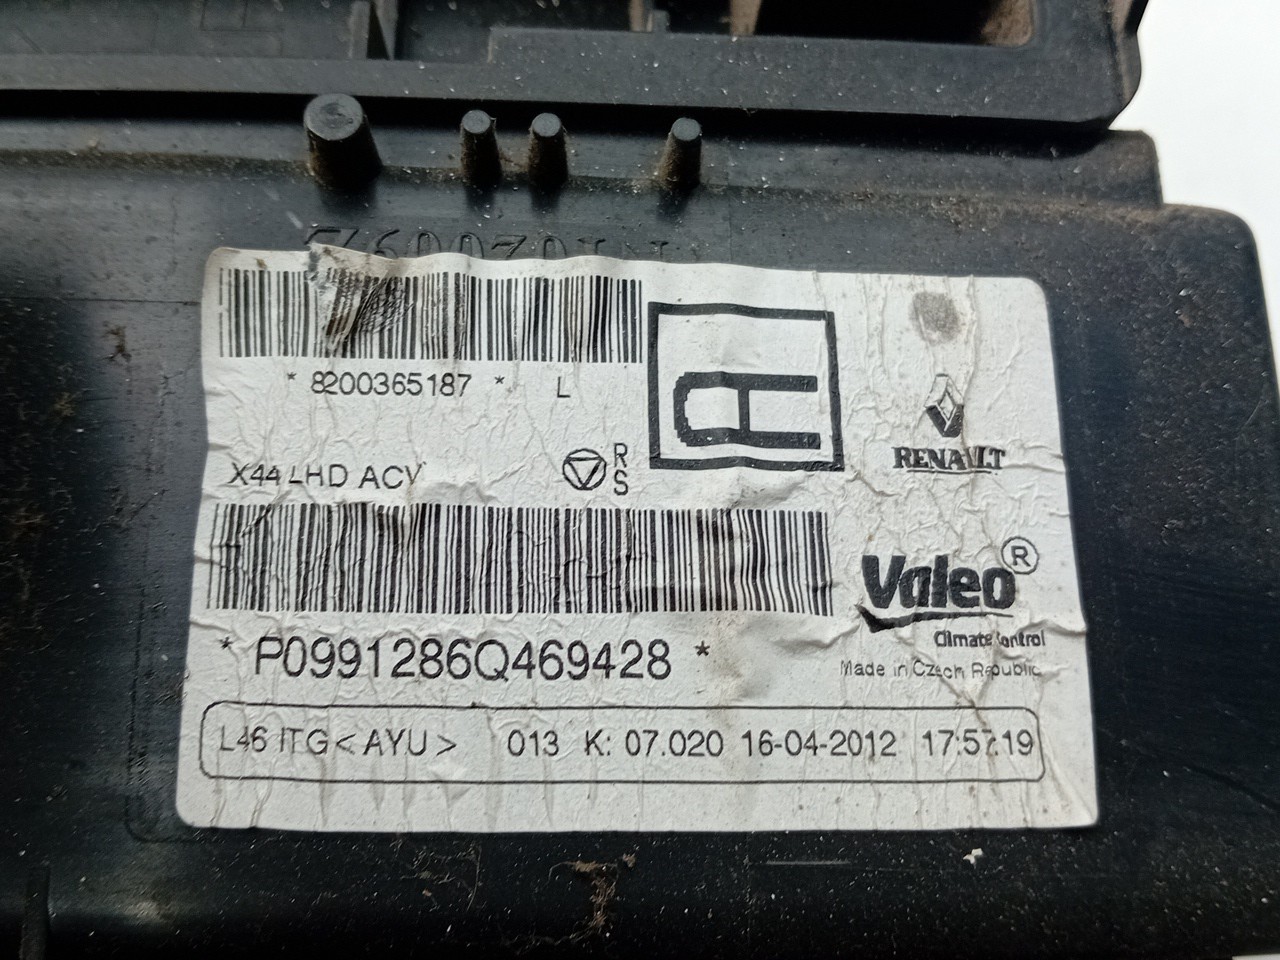 * 8200365187 * L
A
X44 LHD ACV
RS
RENAULT
Valeo ®
Climate Control
* P0991286Q469428 *
Made in Czech Republic
L46 ITG < AYU > 013 K: 07.020 16-04-2012 17:57:19